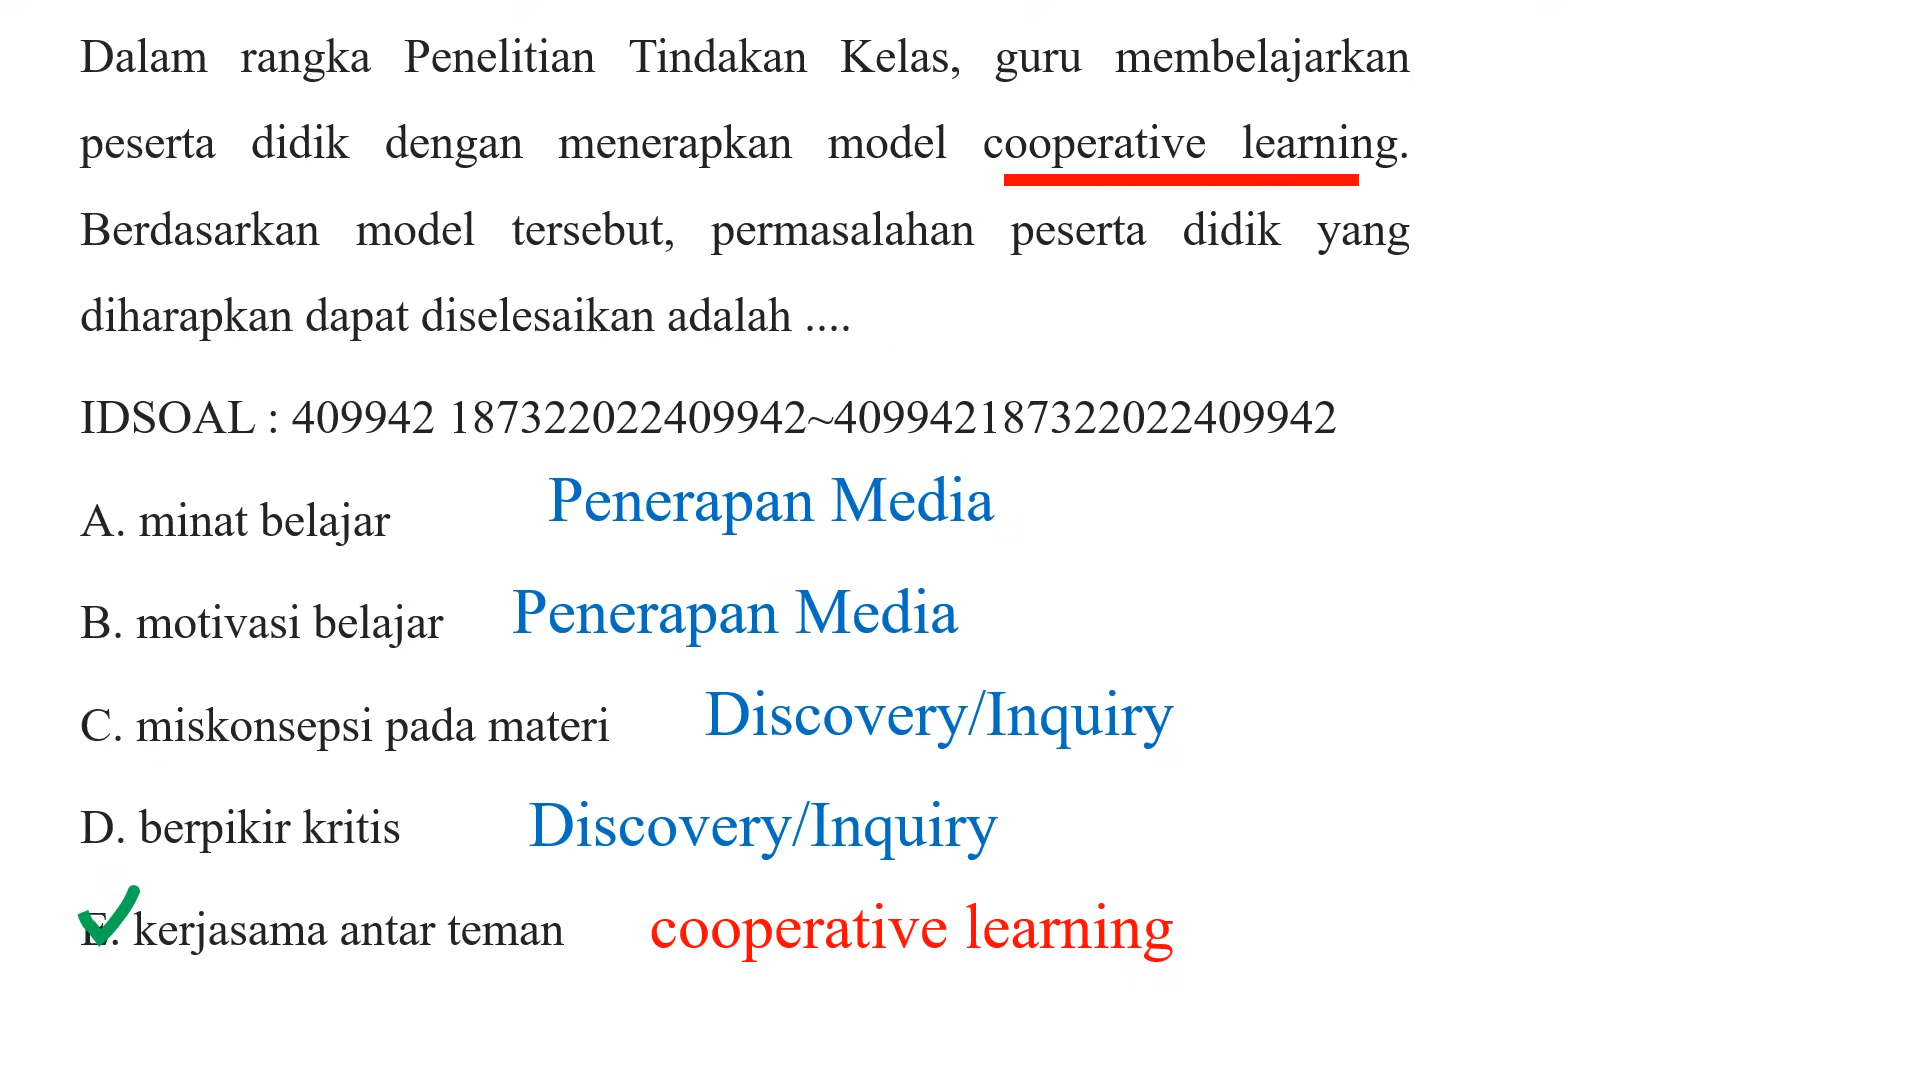 Dalam rangka Penelitian Tindakan Kelas, guru membelajarkan
peserta didik dengan menerapkan model cooperative learning.
Berdasarkan model tersebut, permasalahan peserta didik yang
diharapkan dapat diselesaikan adalah ....
IDSOAL : 409942 187322022409942~409942187322022409942
A. minat belajar Penerapan Media
B. motivasi belajar Penerapan Media
C. miskonsepsi pada materi Discovery/Inquiry
D. berpikir kritis Discovery/Inquiry
E. kerjasama antar teman cooperative learning